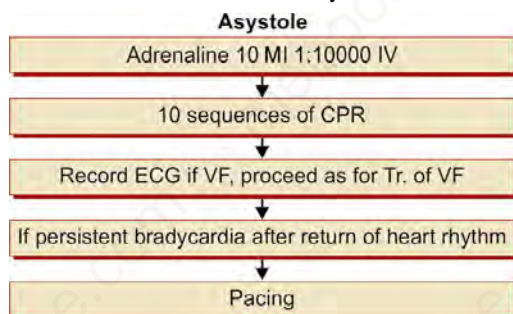 Asystole
Adrenaline 10 MI 1:10000 IV
10 sequences of CPR
Record ECG if VF, proceed as for Tr. of VF
If persistent bradycardia after return of heart rhythm
Pacing